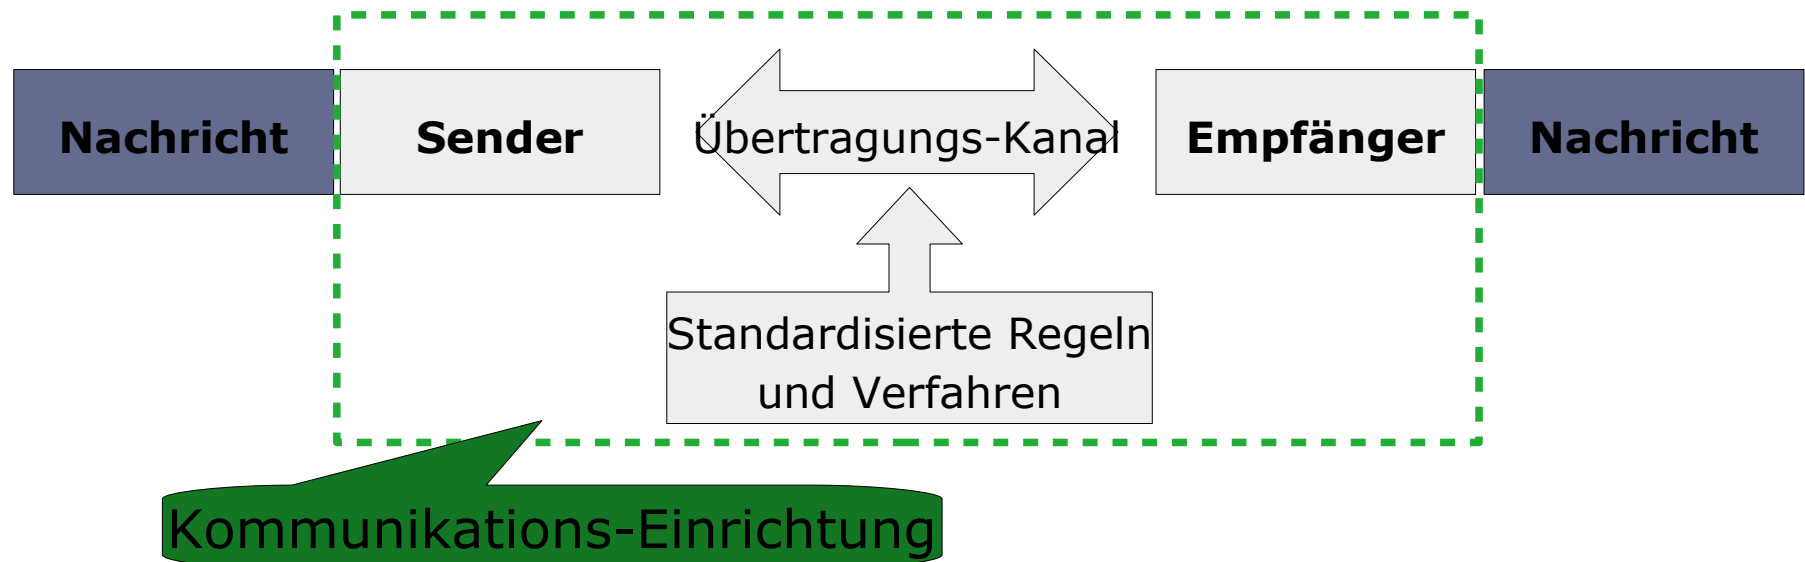 Nachricht
Sender
Übertragungs-Kanal
Empfänger
Nachricht
Standardisierte Regeln
und Verfahren
Kommunikations-Einrichtung